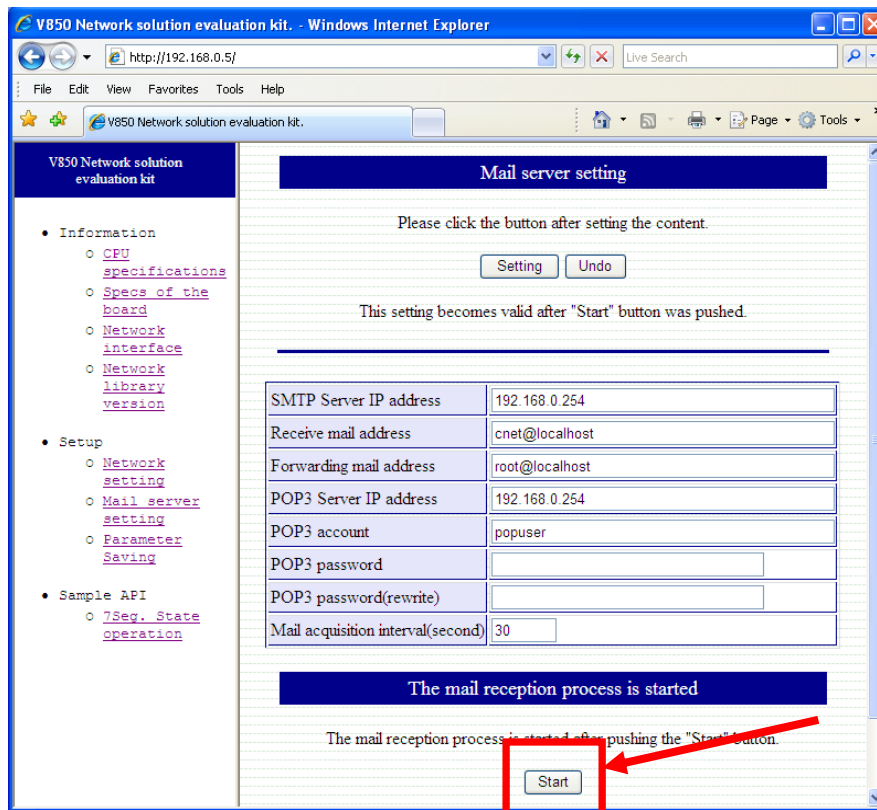 V850 Network solution evaluation kit. - Windows Internet Explorer
http://192.168.0.5/
Live Search
File Edit View Favorites Tools Help
V850 Network solution evaluation kit.
Page
Tools
V850 Network solution
evaluation kit
Information
CPU
specifications
Specs of the
board
Network
interface
Network
library
version
Setup
Network
setting
Mail server
setting
Parameter
Saving
Sample API
7Seg. State
operation
Mail server setting
Please click the button after setting the content.
Setting Undo
This setting becomes valid after "Start" button was pushed.
SMTP Server IP address 192.168.0.254
Receive mail address cnet@localhost
Forwarding mail address root@localhost
POP3 Server IP address 192.168.0.254
POP3 account popuser
POP3 password
POP3 password(rewrite)
Mail acquisition interval(second) 30
The mail reception process is started
The mail reception process is started after pushing the "Start" button.
Start